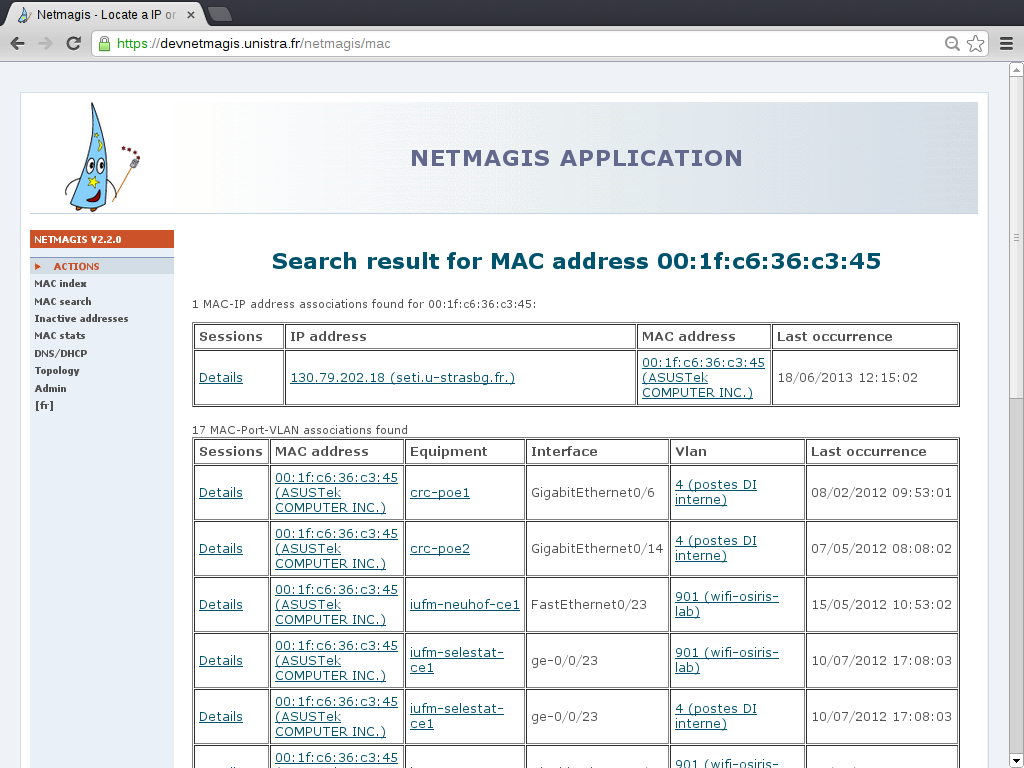 Netmagis - Locate a IP or
https://devnetmagis.unistra.fr/netmagis/mac
NETMAGIS APPLICATION
NETMAGIS V2.2.0
ACTIONS
MAC index
MAC search
Inactive addresses
MAC stats
DNS/DHCP
Topology
Admin
[fr]
Search result for MAC address 00:1f:c6:36:c3:45
1 MAC-IP address associations found for 00:1f:c6:36:c3:45:
Sessions IP address MAC address Last occurrence
Details 130.79.202.18 (seti.u-strasbg.fr.) 00:1f:c6:36:c3:45 (ASUSTek COMPUTER INC.) 18/06/2013 12:15:02
17 MAC-Port-VLAN associations found
Sessions MAC address Equipment Interface Vlan Last occurrence
Details 00:1f:c6:36:c3:45 (ASUSTek COMPUTER INC.) crc-poe1 GigabitEthernet0/6 4 (postes DI interne) 08/02/2012 09:53:01
Details 00:1f:c6:36:c3:45 (ASUSTek COMPUTER INC.) crc-poe2 GigabitEthernet0/14 4 (postes DI interne) 07/05/2012 08:08:02
Details 00:1f:c6:36:c3:45 (ASUSTek COMPUTER INC.) iufm-neuhof-ce1 FastEthernet0/23 901 (wifi-osiris-lab) 15/05/2012 10:53:02
Details 00:1f:c6:36:c3:45 (ASUSTek COMPUTER INC.) iufm-selestat-ce1 ge-0/0/23 901 (wifi-osiris-lab) 10/07/2012 17:08:03
Details 00:1f:c6:36:c3:45 (ASUSTek COMPUTER INC.) iufm-selestat-ce1 ge-0/0/23 4 (postes DI interne) 10/07/2012 17:08:03
00:1f:c6:36:c3:45 901 (wifi-osiris-